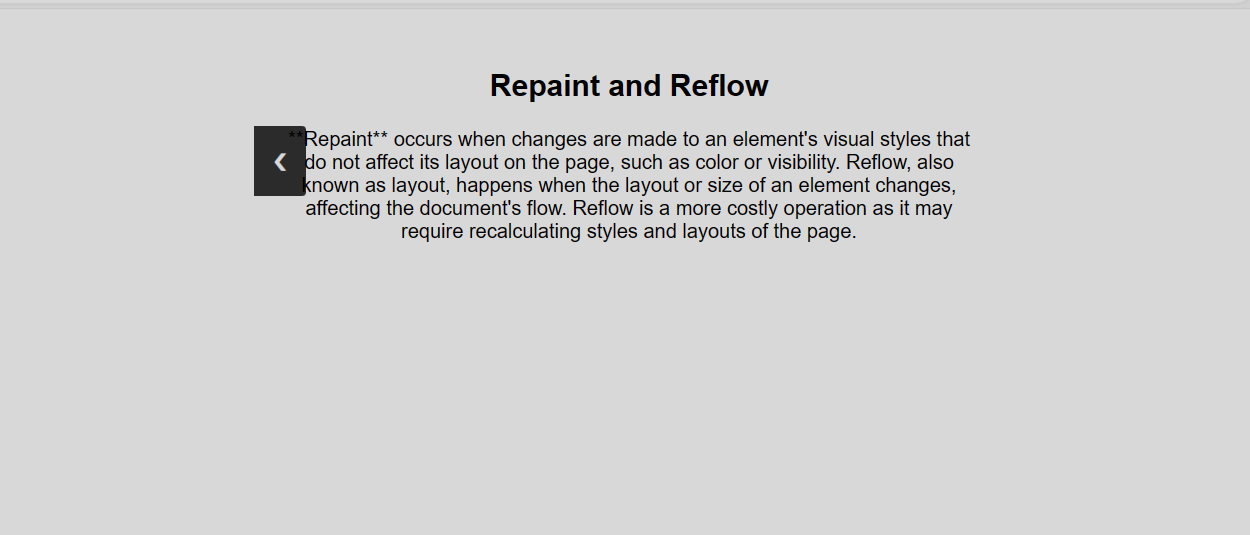 Repaint and Reflow
**Repaint** occurs when changes are made to an element's visual styles that
do not affect its layout on the page, such as color or visibility. Reflow, also
known as layout, happens when the layout or size of an element changes,
affecting the document's flow. Reflow is a more costly operation as it may
require recalculating styles and layouts of the page.